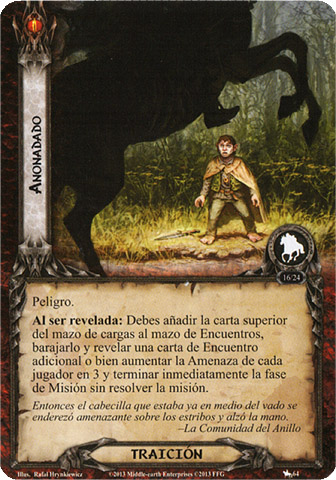 ANONADADO
16/24
Peligro.
Al ser revelada: Debes añadir la carta superior
del mazo de cargas al mazo de Encuentros,
barajarlo y revelar una carta de Encuentro
adicional o bien aumentar la Amenaza de cada
jugador en 3 y terminar inmediatamente la fase
de Misión sin resolver la misión.
Entonces el cabecilla que estaba ya en medio del vado se
enderezó amenazante sobre los estribos y alzó la mano.
–La Comunidad del Anillo
TRAICIÓN
Illus. Rafał Hrynkiewicz
©2013 Middle-earth Enterprises ©2013 FFG
64